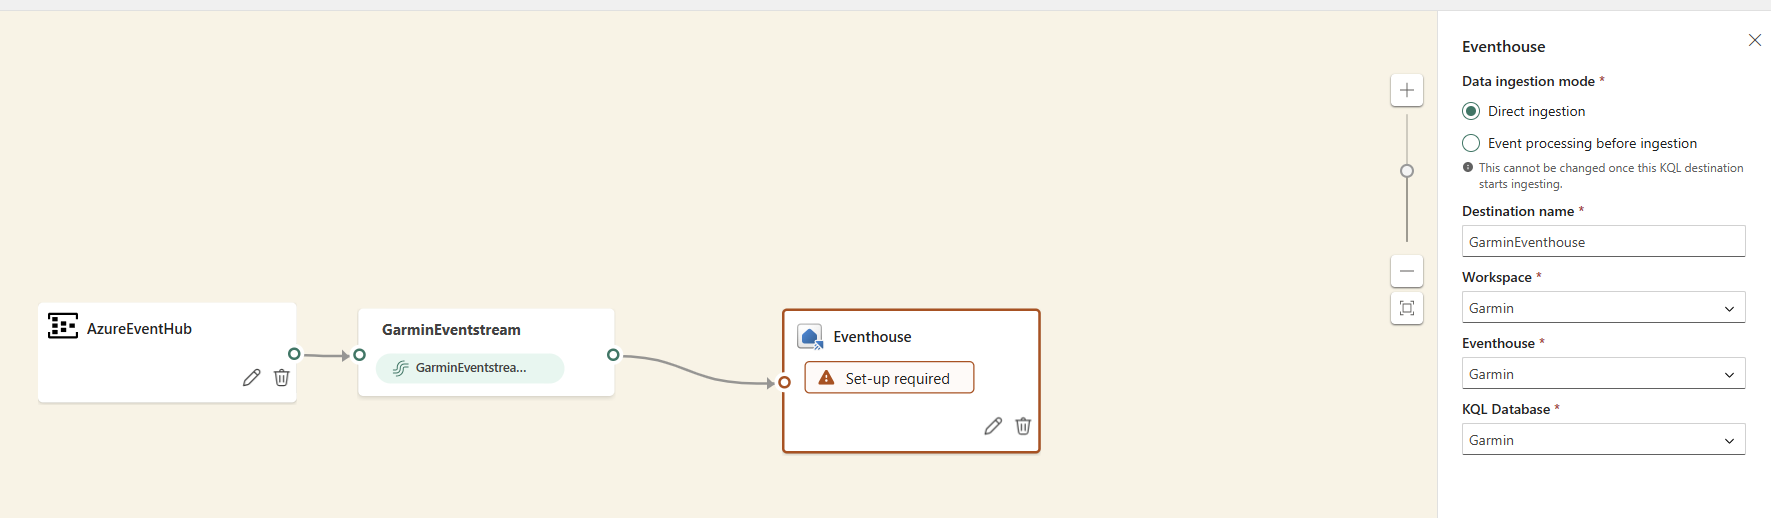 AzureEventHub
GarminEventstream
GarminEventstrea...
Eventhouse
Set-up required
Eventhouse
Data ingestion mode *
Direct ingestion
Event processing before ingestion
This cannot be changed once this KQL destination
starts ingesting.
Destination name *
GarminEventhouse
Workspace *
Garmin
Eventhouse *
Garmin
KQL Database *
Garmin